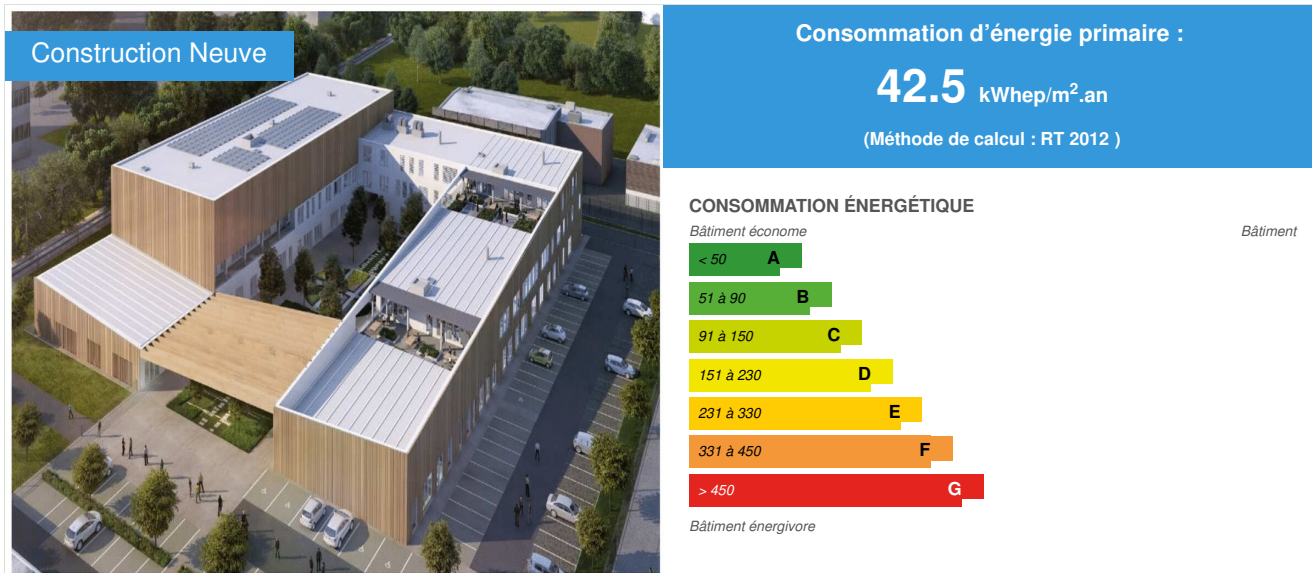 Construction Neuve
Consommation d'énergie primaire :
42.5 kWhep/m².an
(Méthode de calcul : RT 2012 )
CONSOMMATION ÉNERGÉTIQUE
Bâtiment économe
Bâtiment
< 50 A
51 à 90 B
91 à 150 C
151 à 230 D
231 à 330 E
331 à 450 F
> 450 G
Bâtiment énergivore